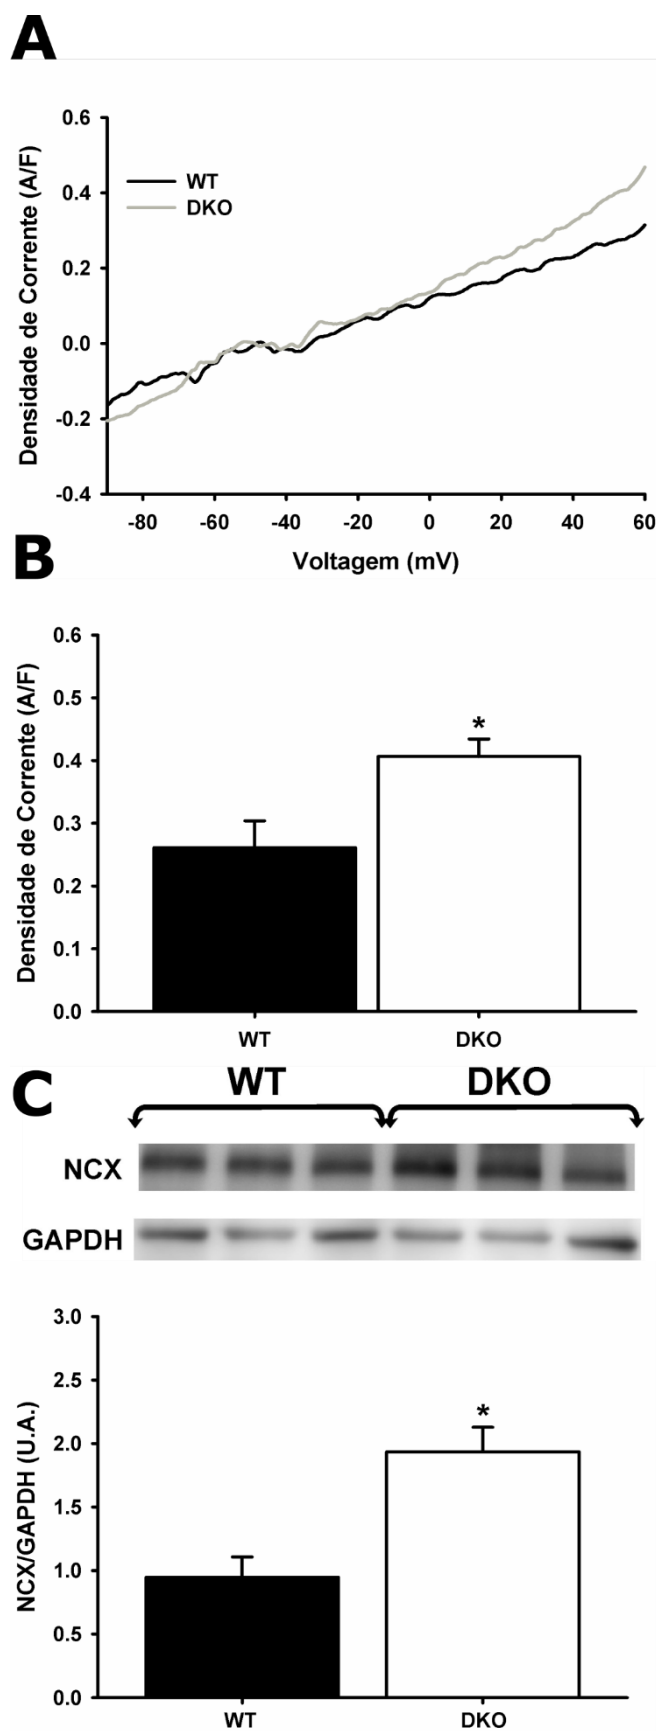 A
0.6
0.4
0.2
0.0
-0.2
-0.4
Densidade de Corrente (A/F)
WT
DKO
-80 -60 -40 -20 0 20 40 60
Voltagem (mV)
B
0.6
0.5
0.4
0.3
0.2
0.1
0.0
Densidade de Corrente (A/F)
*
WT DKO
C
WT DKO
NCX
GAPDH
3.0
2.5
2.0
1.5
1.0
0.5
0.0
NCX/GAPDH (U.A.)
*
WT DKO